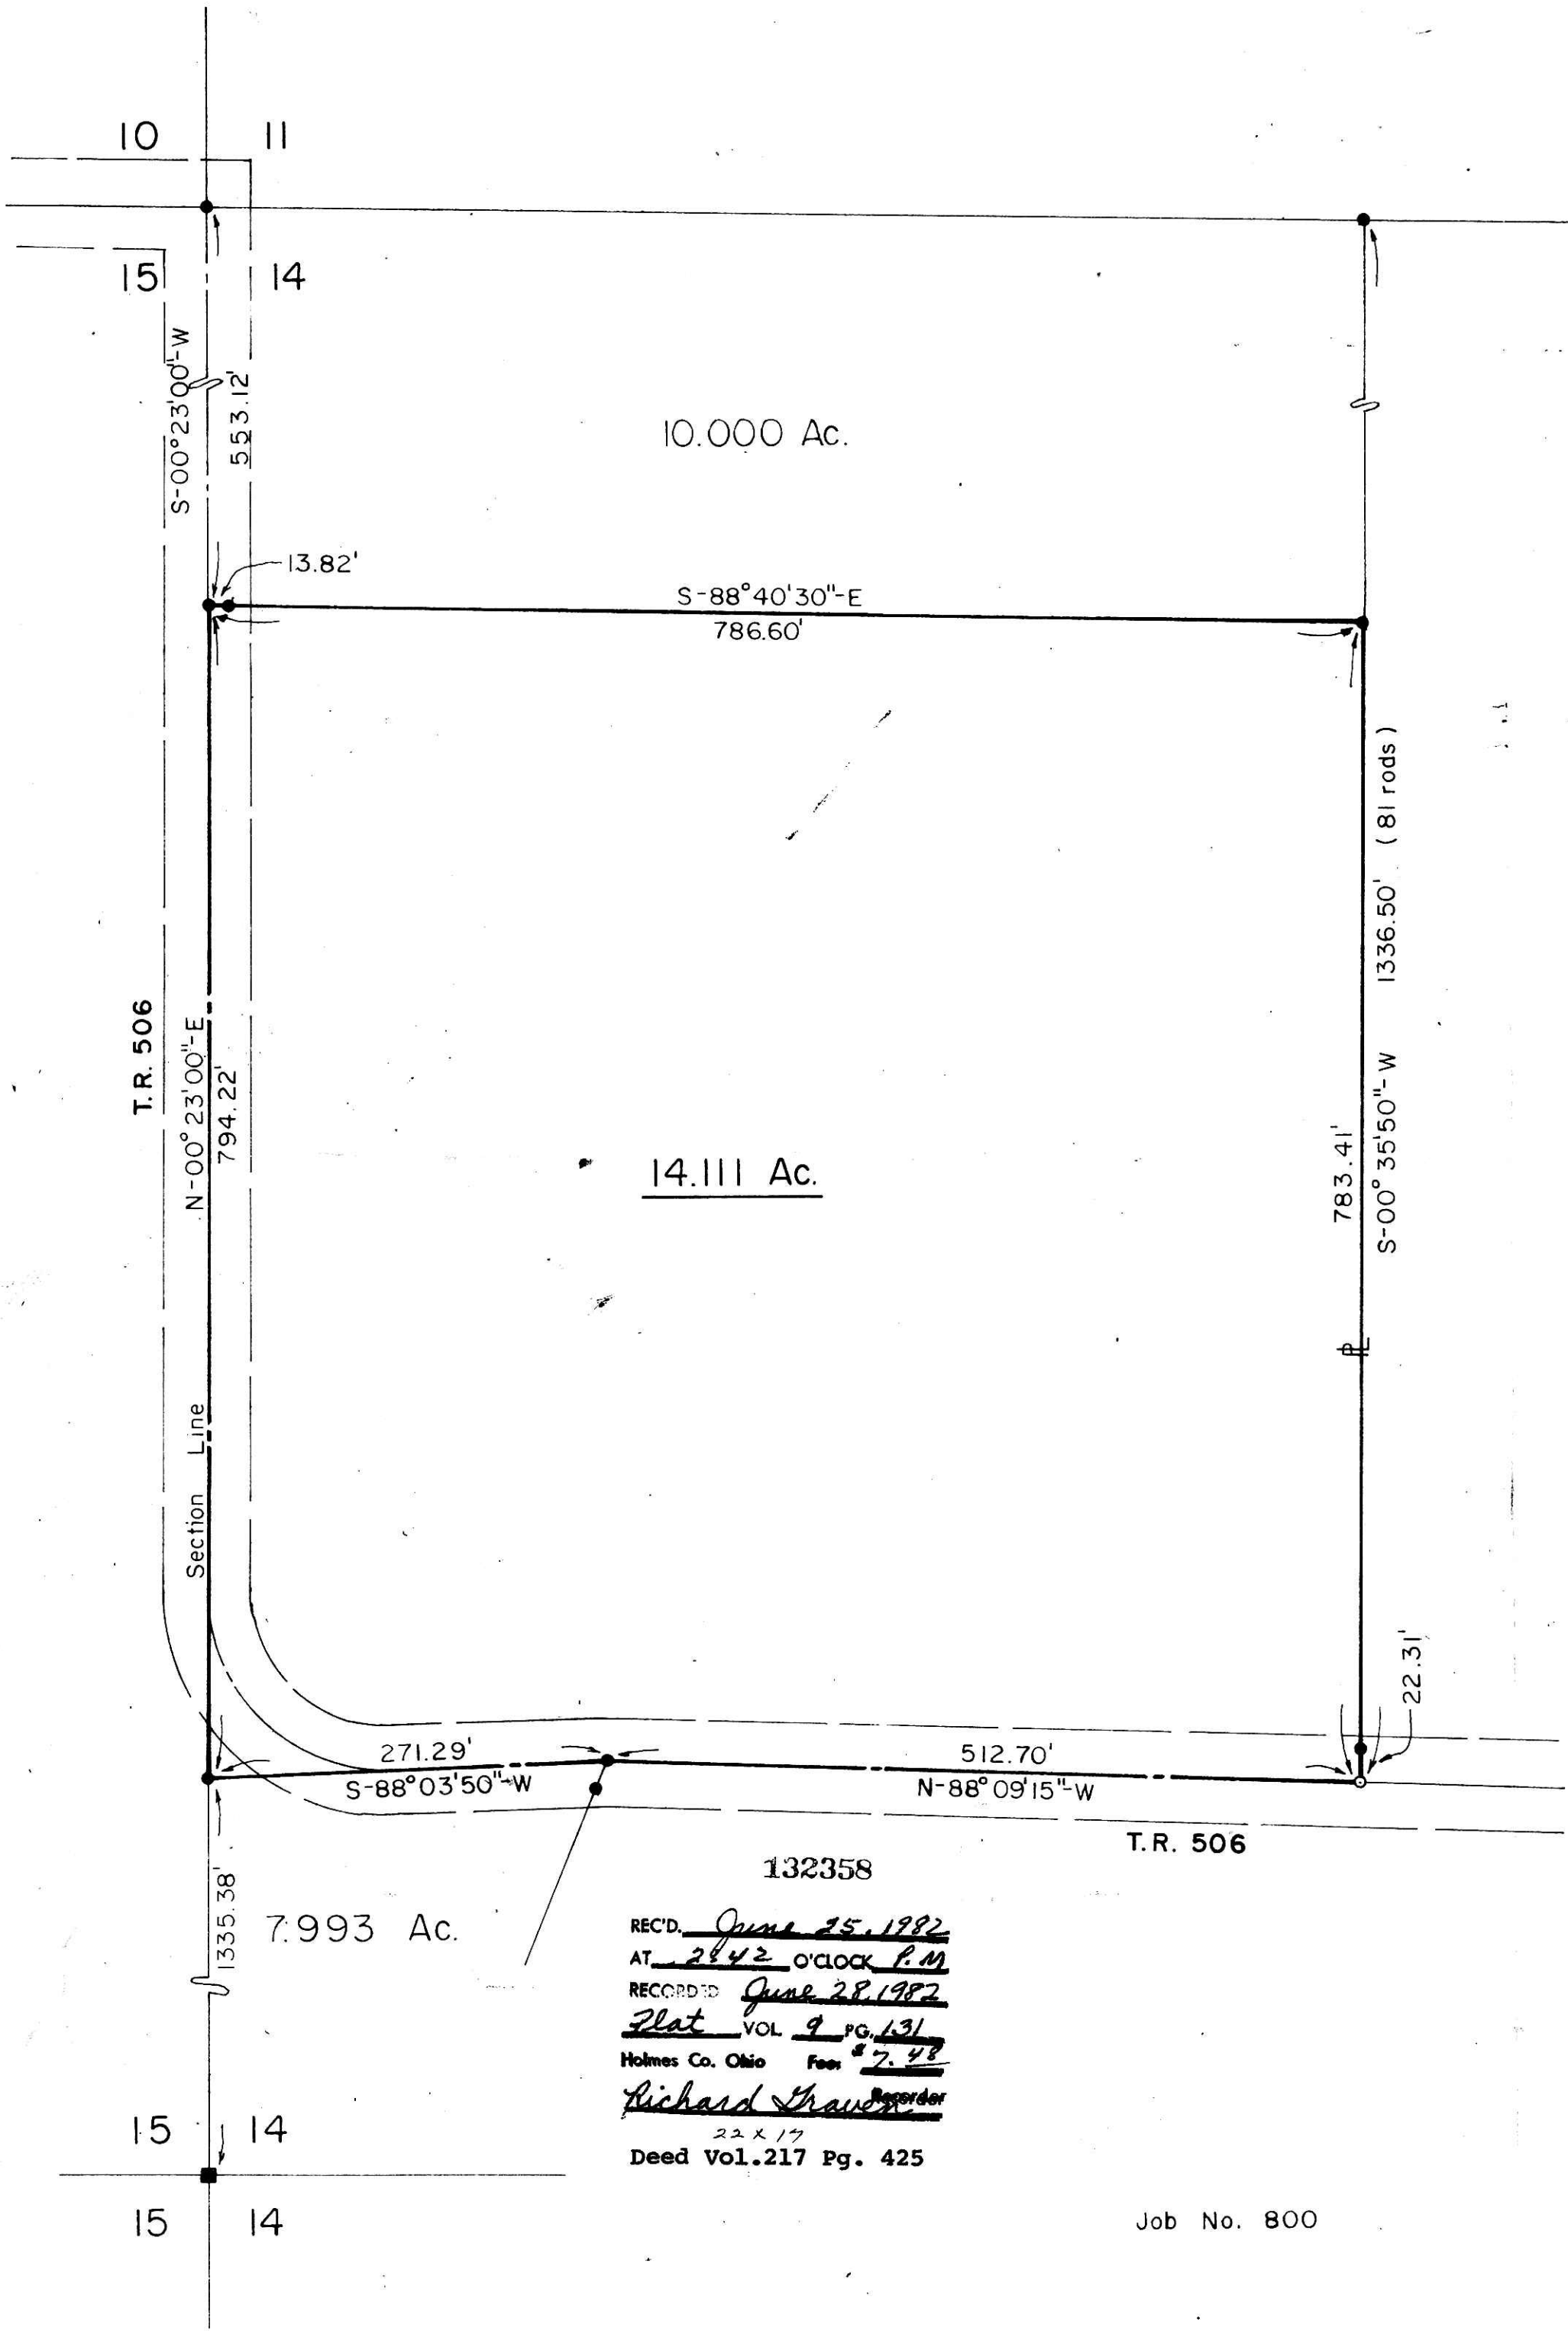 10
11
15
14
S-00°23'00"-W
553.12'
10.000 Ac.
13.82'
S-88°40'30"-E
786.60'
1336.50' (81 rods)
T.R. 506
N-00°23'00"-E
794.22'
14.111 Ac.
783.41'
S-00°35'50"-W
PL
Section Line
22.31'
271.29'
512.70'
S-88°03'50"-W
N-88°09'15"-W
T.R. 506
132358
1335.38'
7.993 Ac.
REC'D. June 25, 1982
AT 2:42 O'CLOCK P.M
RECORDED June 28, 1982
Plat VOL 9 PG. 131
Holmes Co. Ohio Fee: $7.48
Richard Graven Recorder
22 x 17
Deed Vol.217 Pg. 425
15
14
15
14
Job No. 800